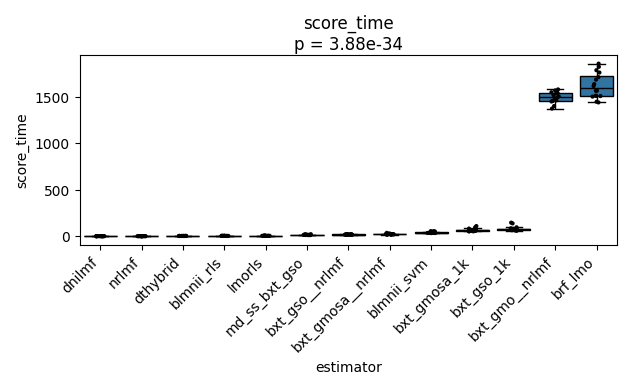 score_time
p = 3.88e-34
score_time
1500
1000
500
0
dnilmf
nrlmf
dthybrid
blmnii_rls
lmorls
md_ss_bxt_gso
bxt_gso__nrlmf
bxt_gmosa__nrlmf
blmnii_svm
bxt_gmosa_1k
bxt_gso_1k
bxt_gmo__nrlmf
brf_lmo
estimator